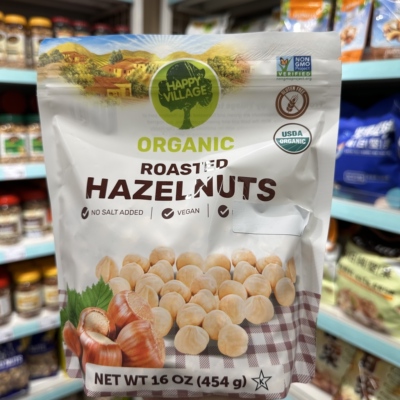 HAPPY
VILLAGE
NON
GMO
VERIFIED
ORGANIC
USDA
ORGANIC
ROASTED
HAZELNUTS
NO SALT ADDED | VEGAN |
NET WT 16 OZ (454 g) K